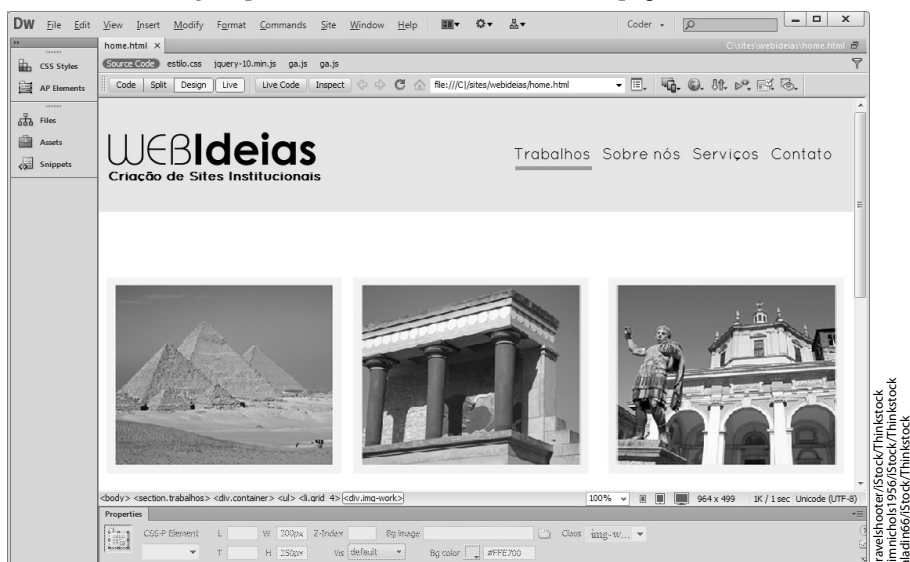 DW File Edit View Insert Modify Format Commands Site Window Help Coder
home.html × C:\sites\webideias\home.html
Source Code estilo.css jquery-10.min.js ga.js ga.js
Code Split Design Live Live Code Inspect file:///C|/sites/webideias/home.html
CSS Styles
AP Elements
Files
Assets
Snippets
WEBIdeias
Criação de Sites Institucionais
Trabalhos Sobre nós Serviços Contato
<body> <section.trabalhos> <div.container> <ul> <li.grid_4> <div.img-work> 100% 964 x 499 1K / 1 sec Unicode (UTF-8)
Properties
CSS-P Element L W 300px Z-Index Bg image Class img-w...
T H 250px Vis default Bg color #FFE700
ravelshooter/iStock/Thinkstock
imnichols1956/iStock/Thinkstock
aladin66/iStock/Thinkstock